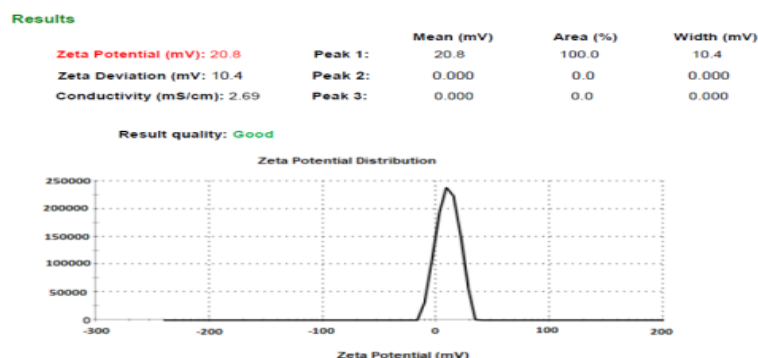 Results
Mean (mV) Area (%) Width (mV)
Zeta Potential (mV): 20.8 Peak 1: 20.8 100.0 10.4
Zeta Deviation (mV: 10.4 Peak 2: 0.000 0.0 0.000
Conductivity (mS/cm): 2.69 Peak 3: 0.000 0.0 0.000
Result quality: Good
Zeta Potential Distribution
250000
200000
150000
100000
50000
0
-300 -200 -100 0 100 200
Zeta Potential (mV)